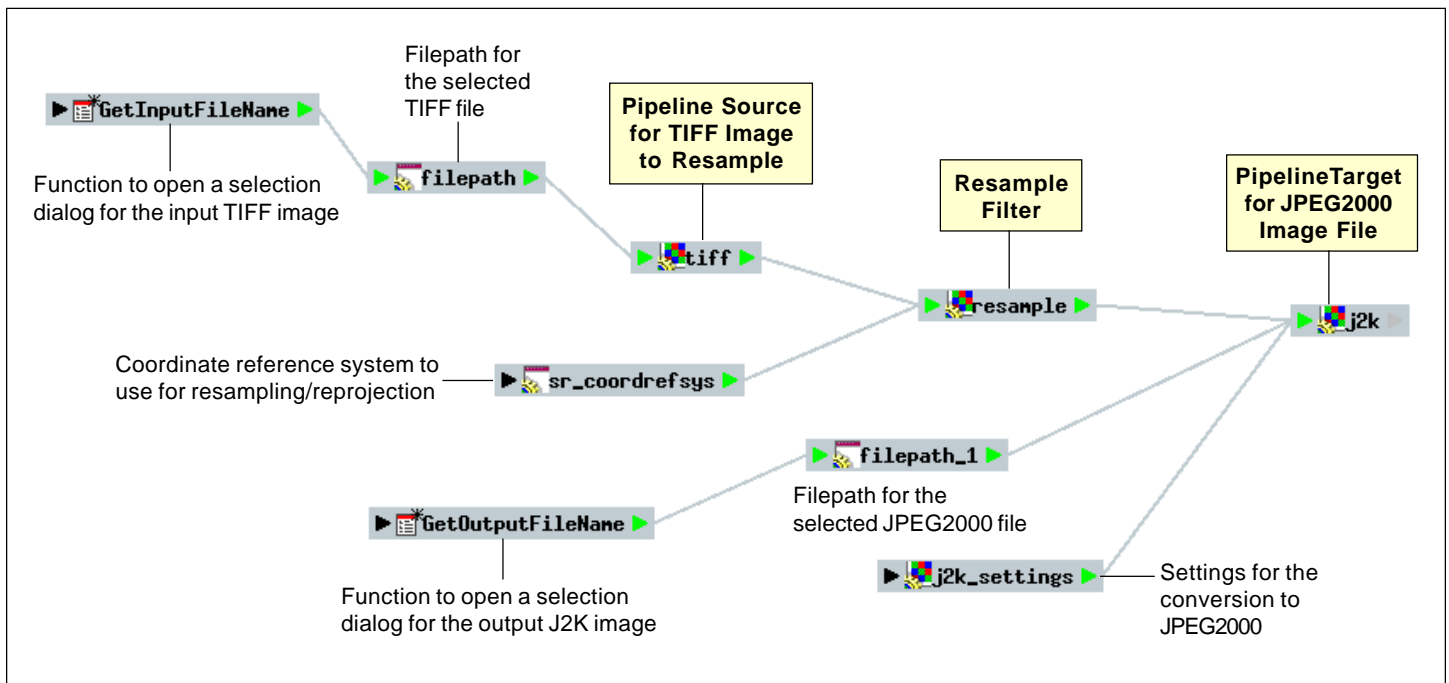 Filepath for
the selected
TIFF file
GetInputFileName
Pipeline Source
for TIFF Image
to Resample
filepath
Function to open a selection
dialog for the input TIFF image
Resample
Filter
PipelineTarget
for JPEG2000
Image File
tiff
resample
j2k
Coordinate reference system to
use for resampling/reprojection
sr_coordrefsys
filepath_1
Filepath for the
selected JPEG2000 file
GetOutputFileName
j2k_settings
Settings for the
conversion to
JPEG2000
Function to open a selection
dialog for the output J2K image